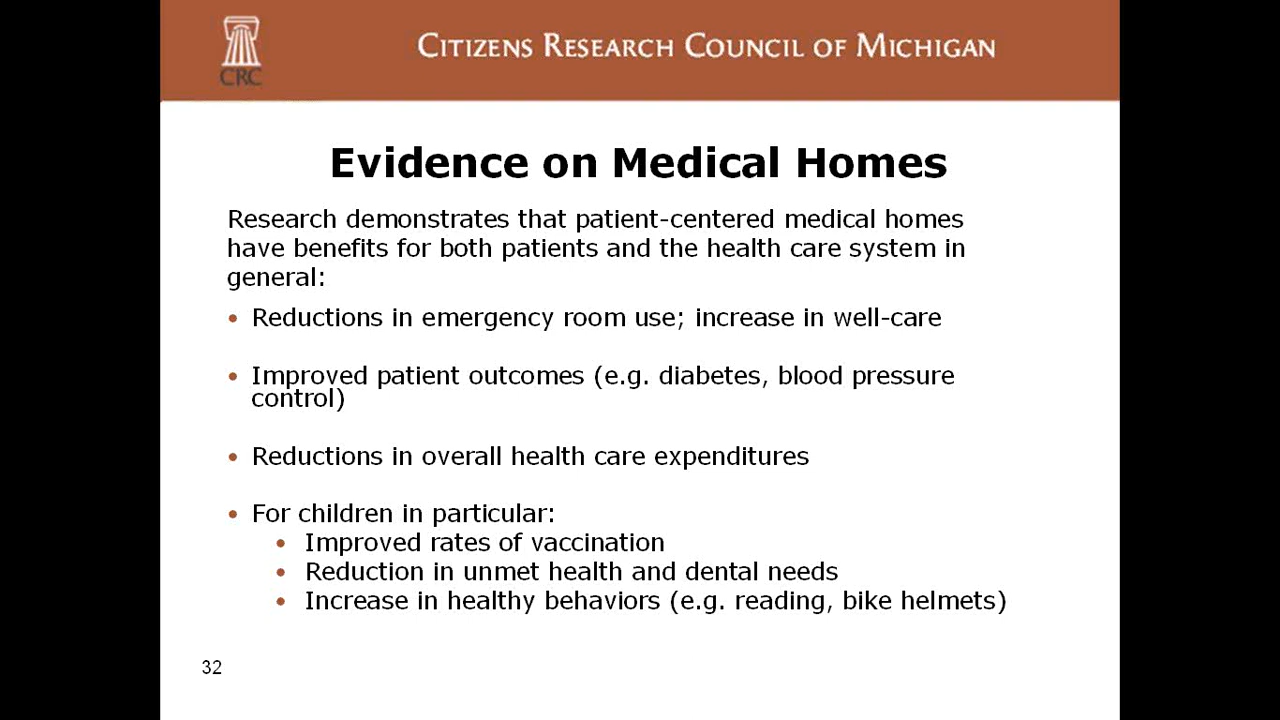 CRC
CITIZENS RESEARCH COUNCIL OF MICHIGAN
Evidence on Medical Homes
Research demonstrates that patient-centered medical homes
have benefits for both patients and the health care system in
general:
• Reductions in emergency room use; increase in well-care
• Improved patient outcomes (e.g. diabetes, blood pressure
control)
• Reductions in overall health care expenditures
• For children in particular:
• Improved rates of vaccination
• Reduction in unmet health and dental needs
• Increase in healthy behaviors (e.g. reading, bike helmets)
32